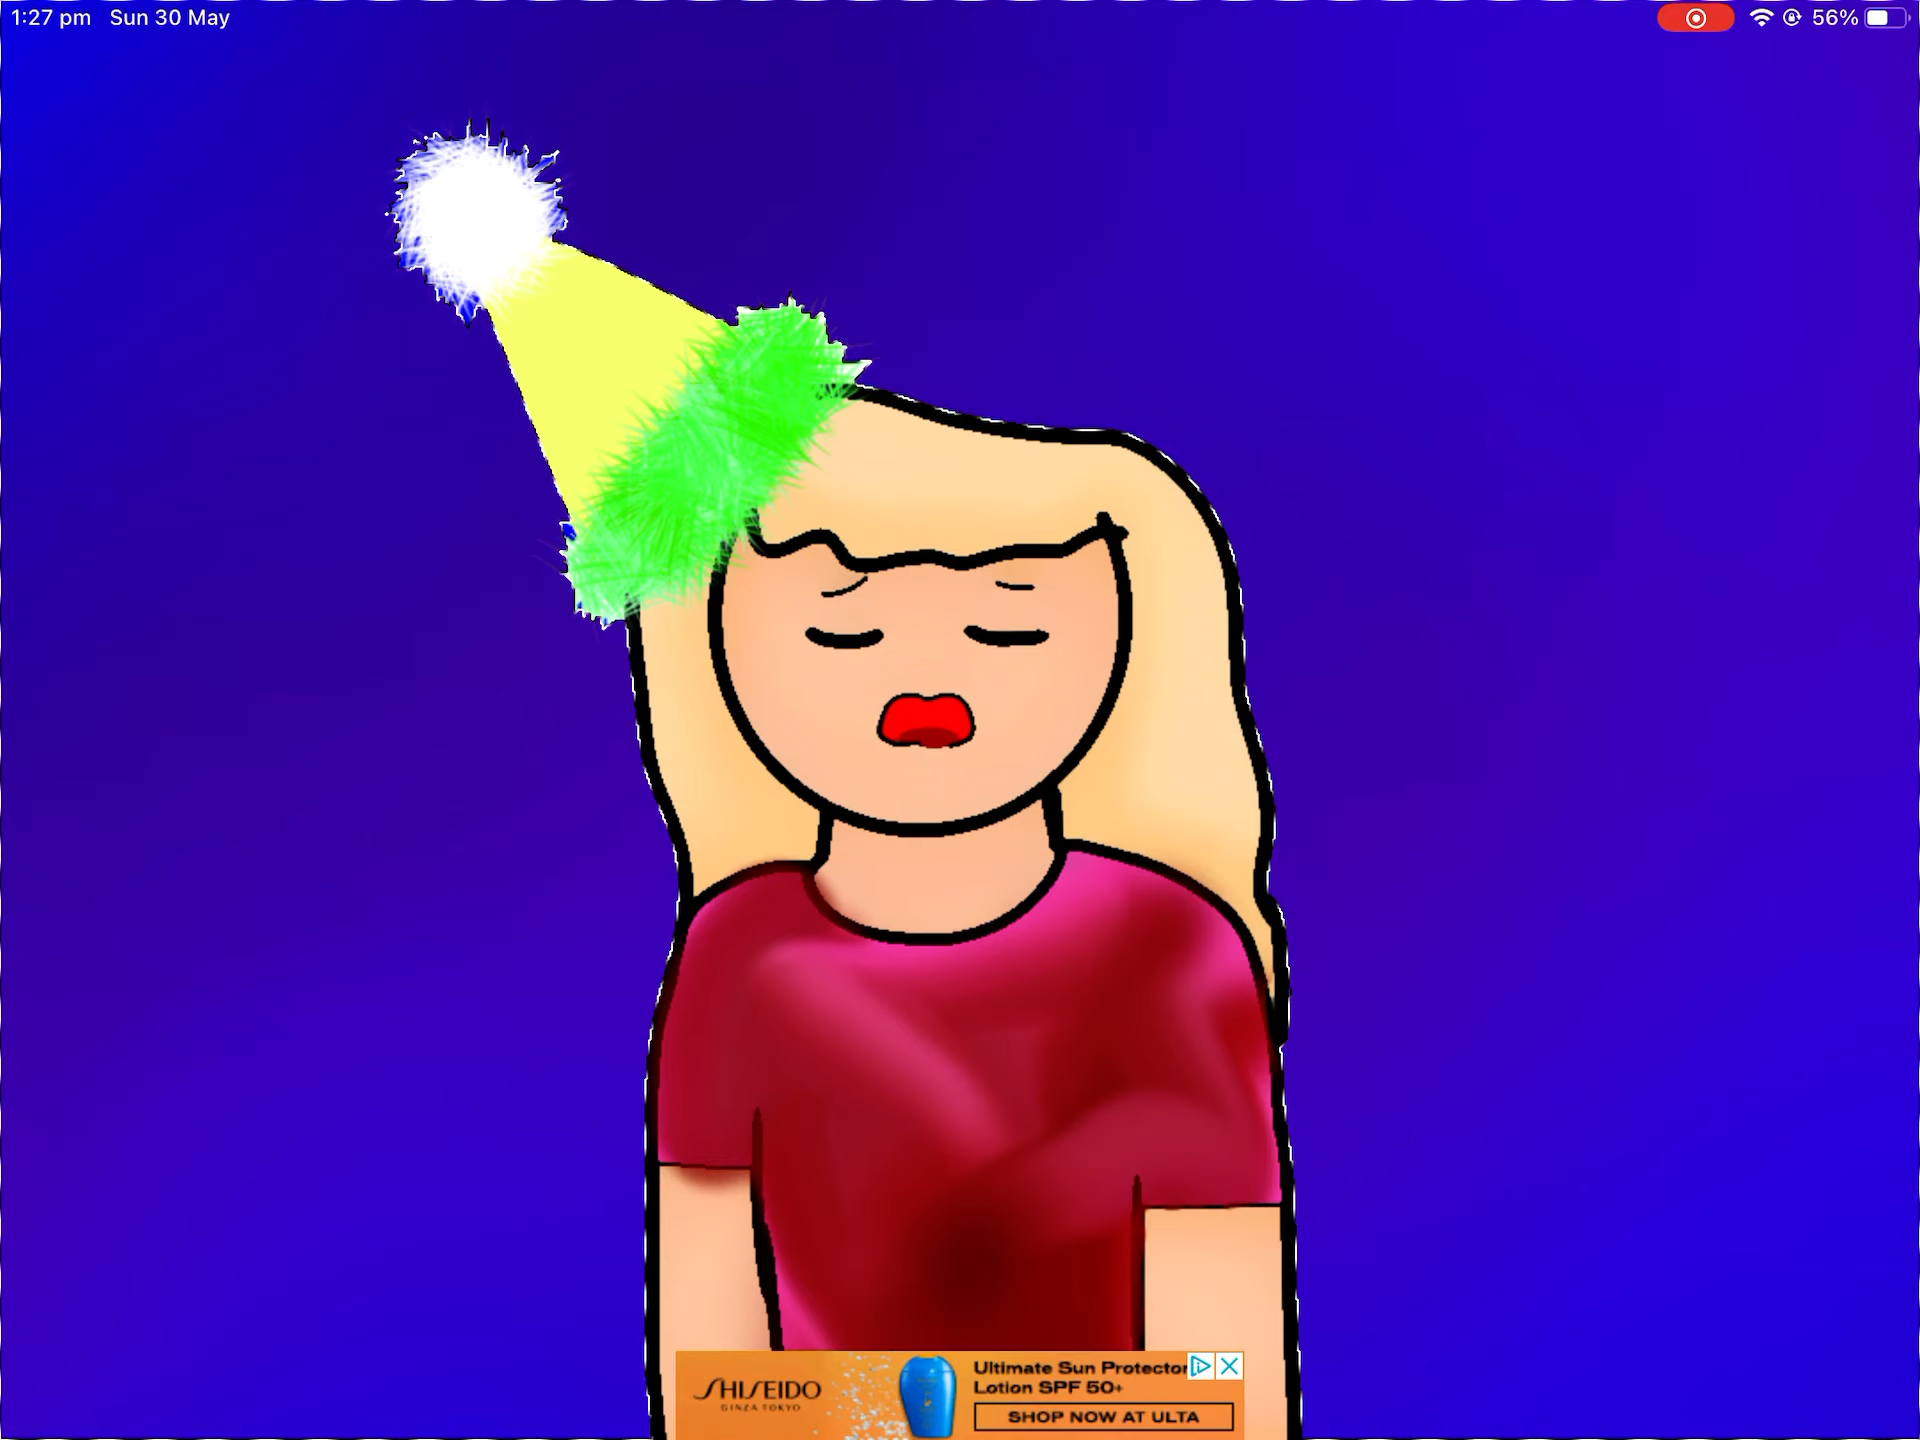 1:27 pm Sun 30 May
56%
SHISEIDO
GINZA TOKYO
Ultimate Sun Protector
Lotion SPF 50+
SHOP NOW AT ULTA